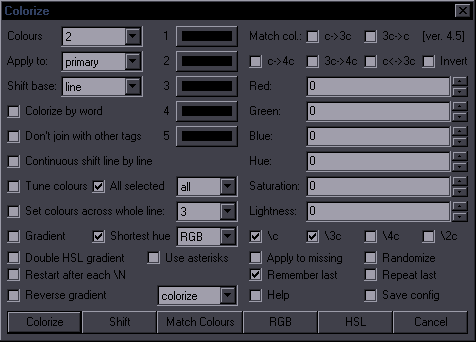 Colorize
Colours 2 1 Match col.: c->3c 3c->c [ver. 4.5]
Apply to: primary 2 c->4c 3c->4c c<->3c Invert
Shift base: line 3 Red: 0
Colorize by word 4 Green: 0
Don't join with other tags 5 Blue: 0
Continuous shift line by line Hue: 0
Tune colours All selected all Saturation: 0
Set colours across whole line: 3 Lightness: 0
Gradient Shortest hue RGB \c \3c \4c \2c
Double HSL gradient Use asterisks Apply to missing Randomize
Restart after each \N Remember last Repeat last
Reverse gradient colorize Help Save config
Colorize Shift Match Colours RGB HSL Cancel